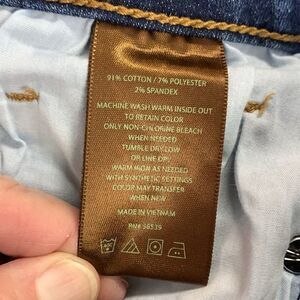 91% COTTON / 7% POLYESTER
2% SPANDEX
MACHINE WASH WARM INSIDE OUT
TO RETAIN COLOR
ONLY NON-CHLORINE BLEACH
WHEN NEEDED
TUMBLE DRY LOW
OR LINE DRY
WARM IRON AS NEEDED
WITH SYNTHETIC SETTINGS
COLOR MAY TRANSFER
WHEN NEW
MADE IN VIETNAM
RN# 58539